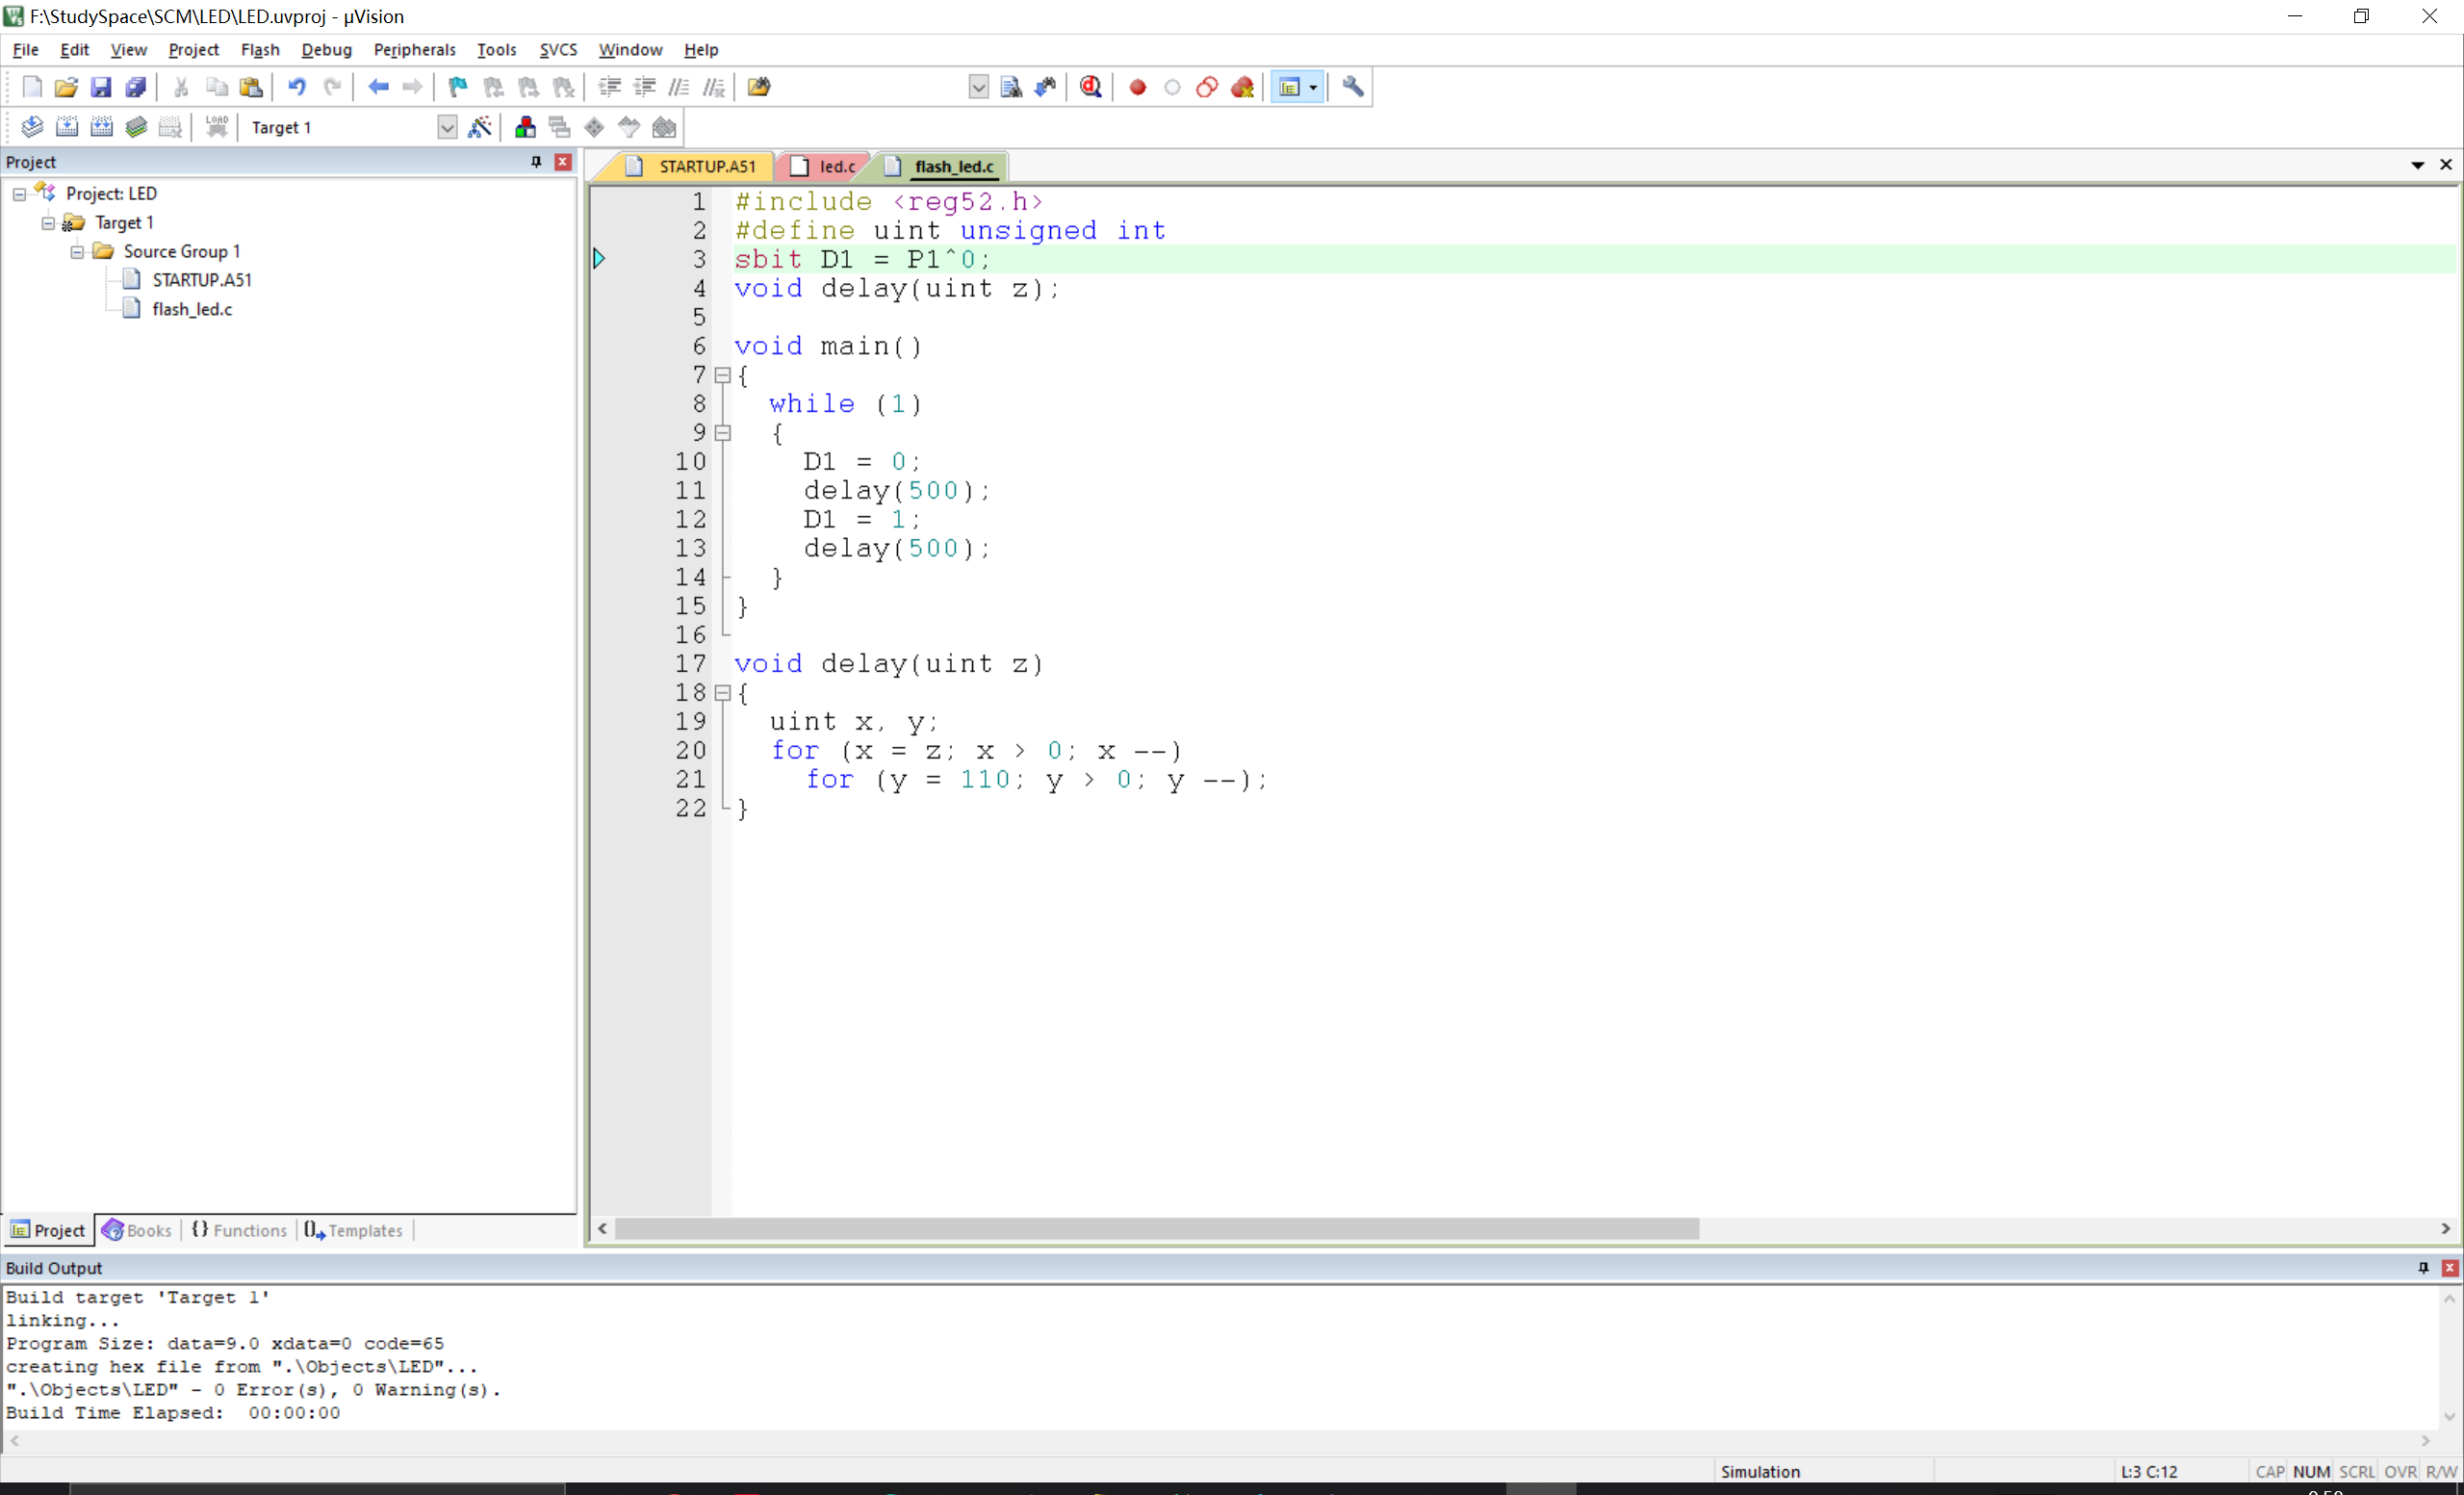 F:\StudySpace\SCM\LED\LED.uvproj - µVision
File Edit View Project Flash Debug Peripherals Tools SVCS Window Help
LOAD Target 1
Project
Project: LED
Target 1
Source Group 1
STARTUP.A51
flash_led.c
STARTUP.A51 led.c flash_led.c
1 #include <reg52.h>
2 #define uint unsigned int
3 sbit D1 = P1^0;
4 void delay(uint z);
5
6 void main()
7 {
8 while (1)
9 {
10 D1 = 0;
11 delay(500);
12 D1 = 1;
13 delay(500);
14 }
15 }
16
17 void delay(uint z)
18 {
19 uint x, y;
20 for (x = z; x > 0; x --)
21 for (y = 110; y > 0; y --);
22 }
Project Books {} Functions Templates
Build Output
Build target 'Target 1'
linking...
Program Size: data=9.0 xdata=0 code=65
creating hex file from ".\Objects\LED"...
".\Objects\LED" - 0 Error(s), 0 Warning(s).
Build Time Elapsed:  00:00:00
Simulation L:3 C:12 CAP NUM SCRL OVR R/W